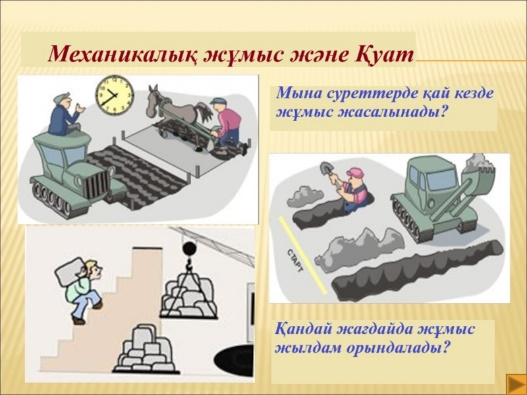 Механикалық жұмыс және Қуат
Мына суреттерде қай кезде
жұмыс жасалынады?
СТАРТ
Қандай жағдайда жұмыс
жылдам орындалады?